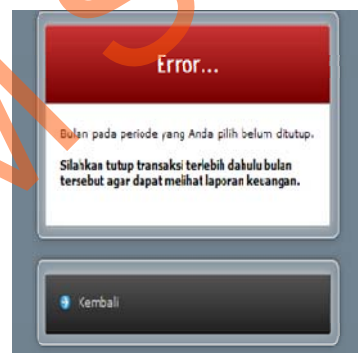 Error...
Bulan pada periode yang Anda pilih belum ditutup.
Silahkan tutup transaksi terlebih dahulu bulan
tersebut agar dapat melihat laporan keuangan.
Kembali